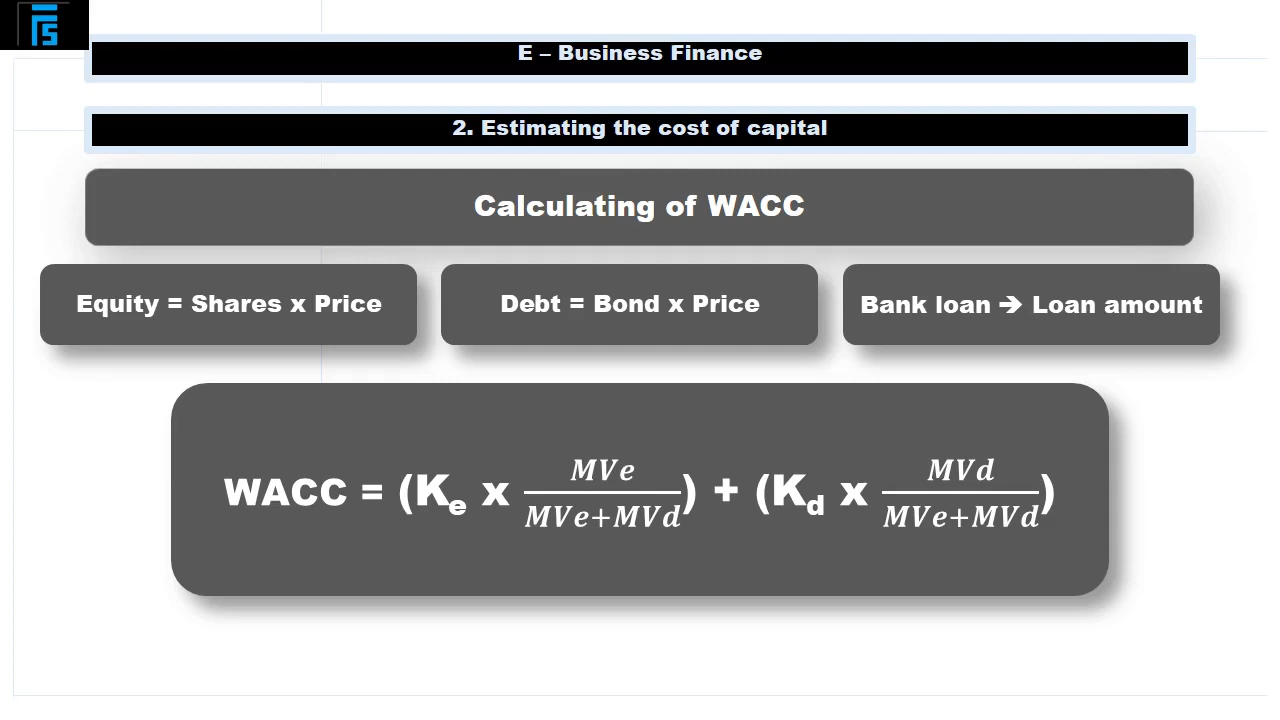 E – Business Finance
2. Estimating the cost of capital
Calculating of WACC
Equity = Shares x Price
Debt = Bond x Price
Bank loan ➔ Loan amount
WACC = (Ke x MVe/MVe+MVd) + (Kd x MVd/MVe+MVd)